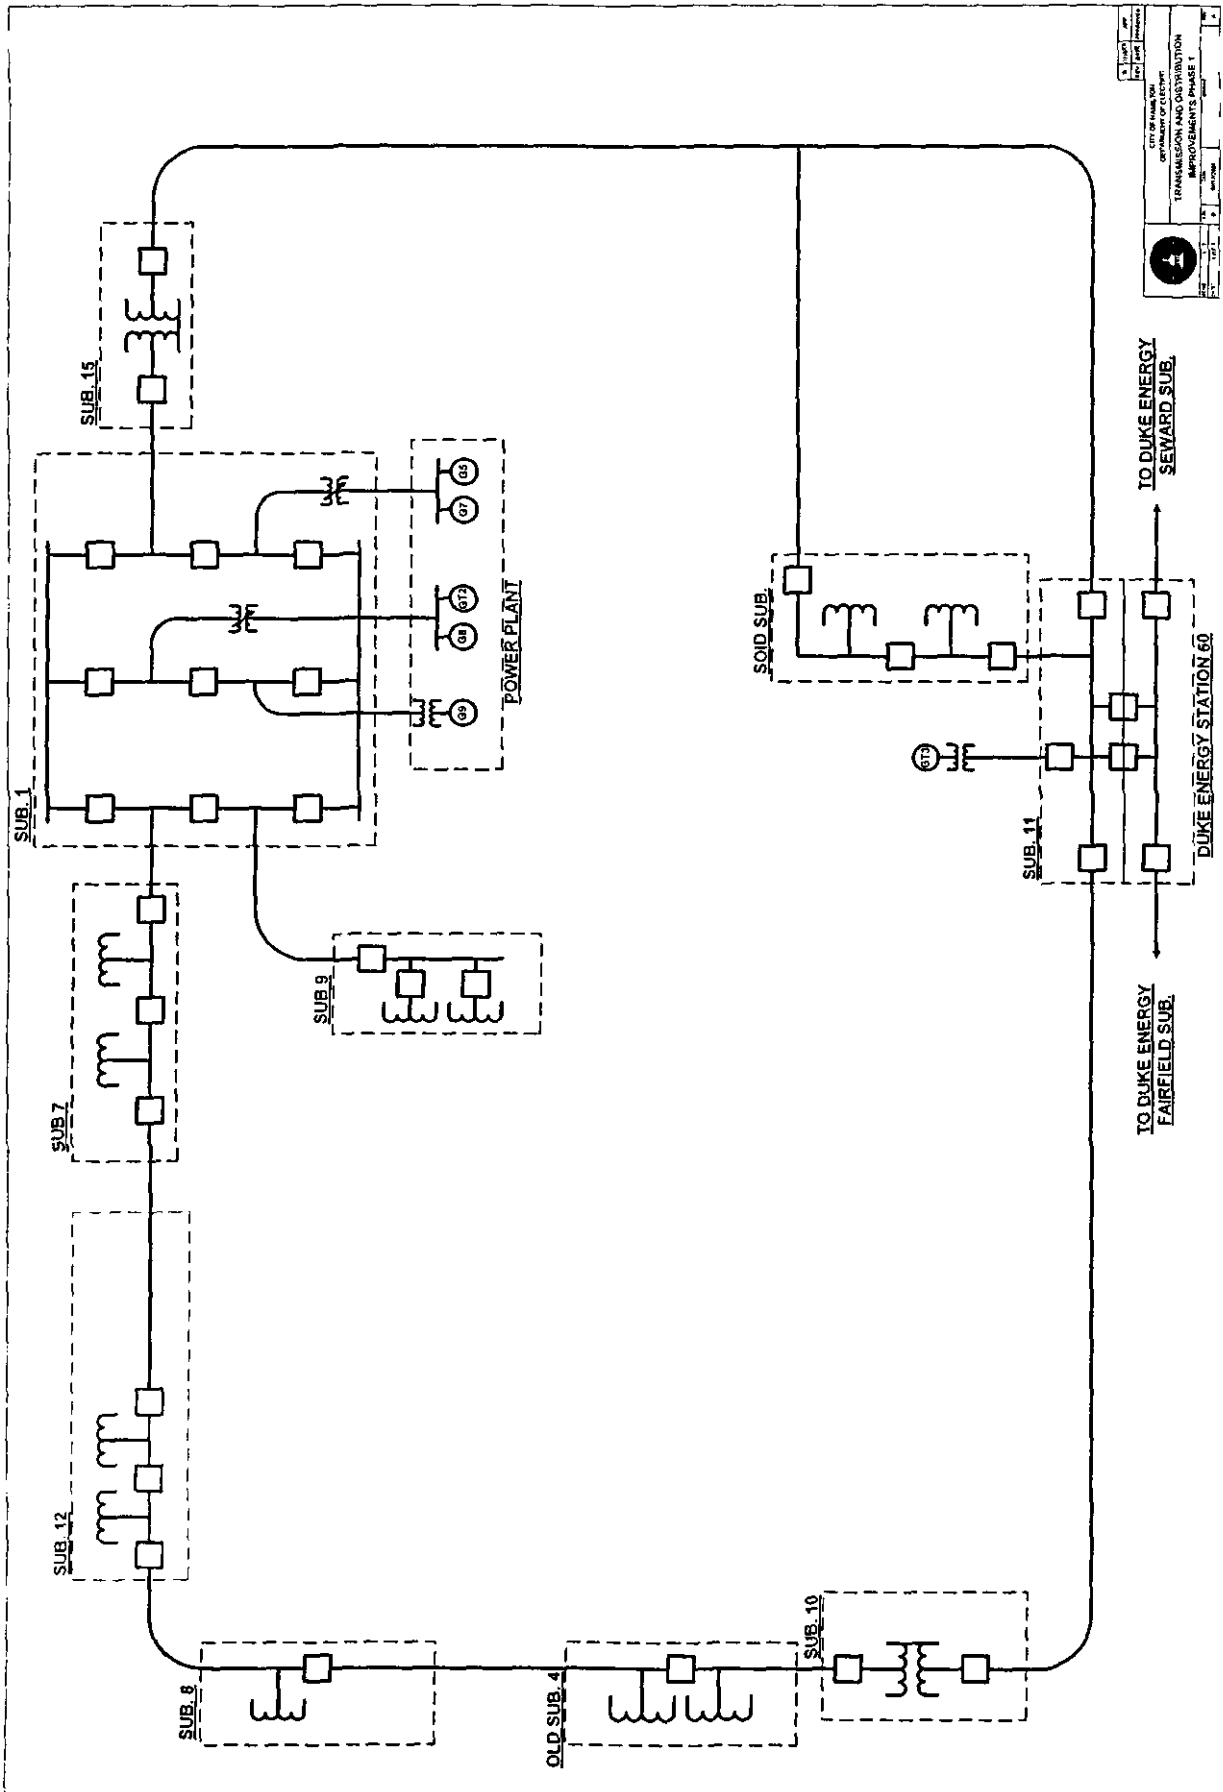 SUB. 12
SUB 7
SUB. 1
SUB. 15
SUB 9
G9
G8
GT2
G7
G5
POWER PLANT
SUB. 8
OLD SUB. 4
SUB. 10
SOID SUB.
GT3
SUB. 11
DUKE ENERGY STATION 60
TO DUKE ENERGY
FAIRFIELD SUB.
TO DUKE ENERGY
SEWARD SUB.
CITY OF HAMILTON
DEPARTMENT OF ELECTRIC
TRANSMISSION AND DISTRIBUTION
IMPROVEMENTS PHASE 1